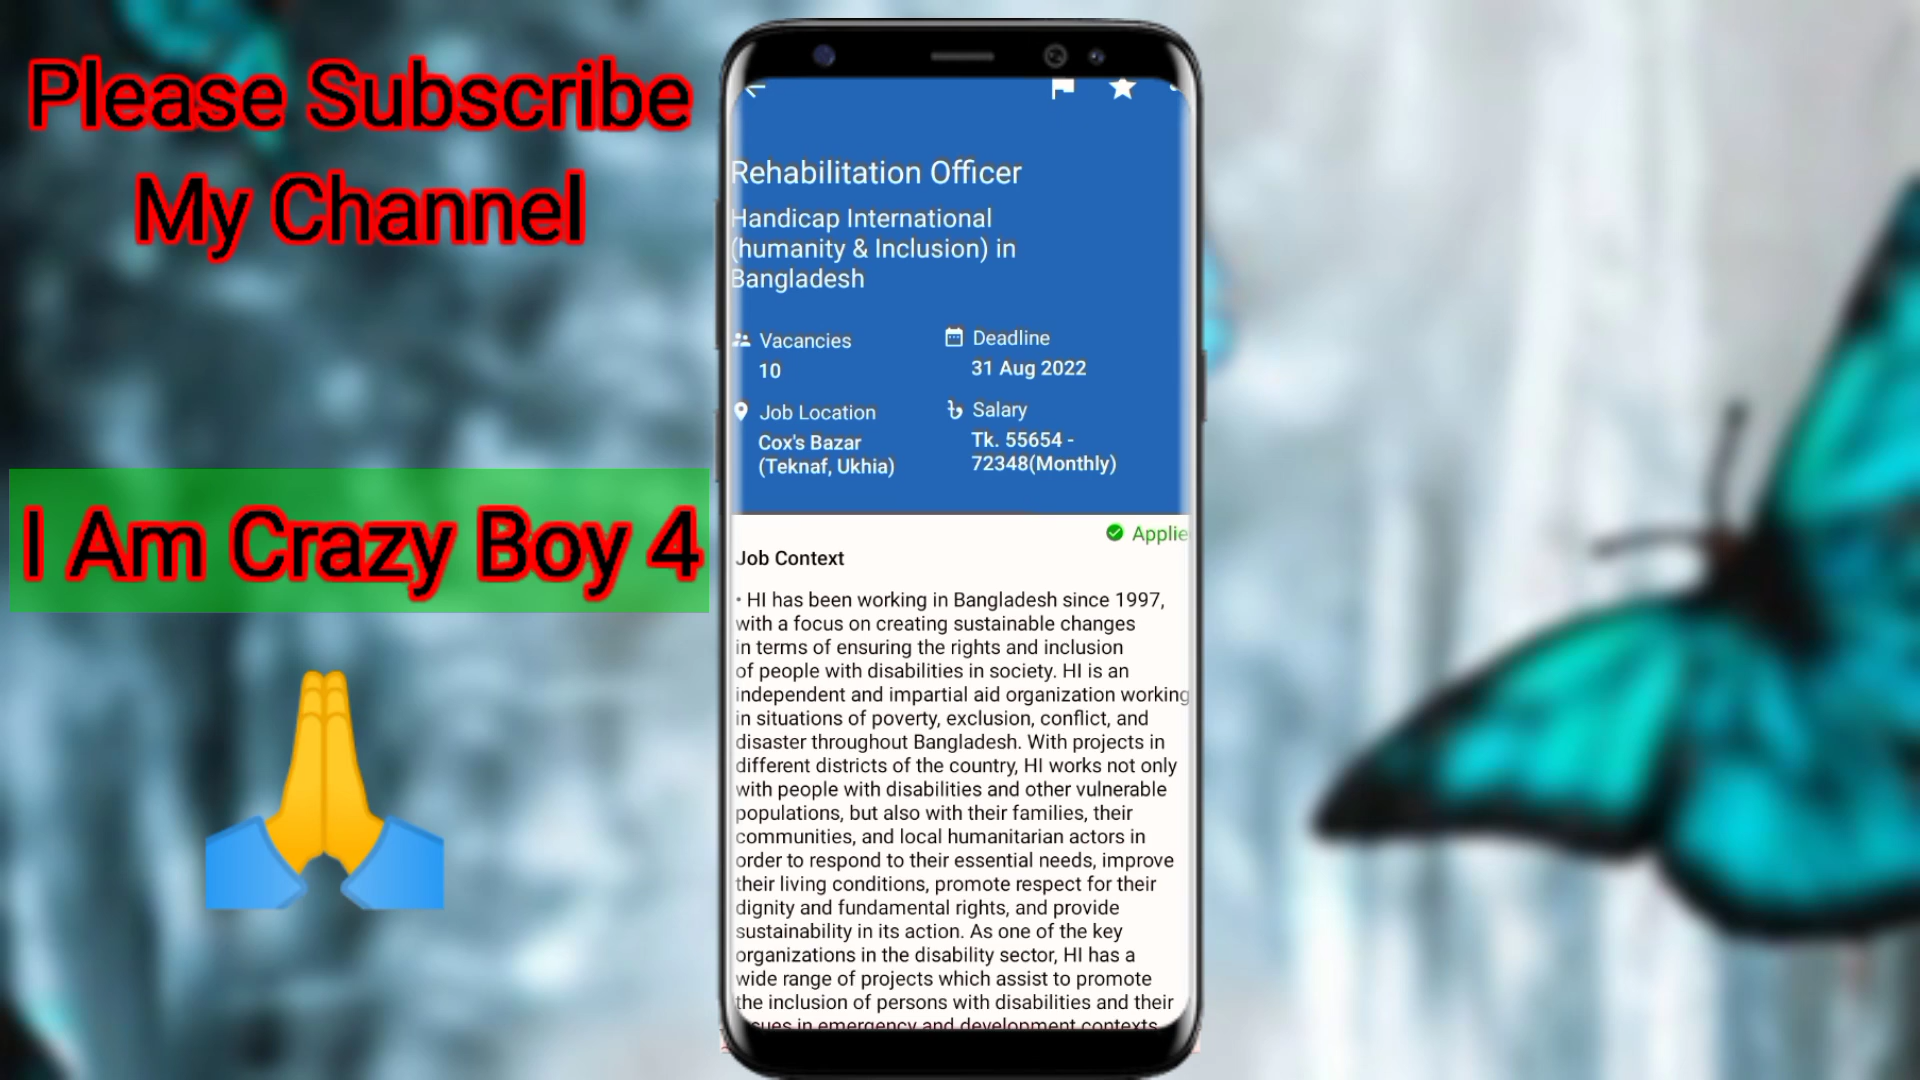 Please Subscribe
My Channel
I Am Crazy Boy 4
Rehabilitation Officer
Handicap International
(humanity & Inclusion) in
Bangladesh
Vacancies
10
Deadline
31 Aug 2022
Job Location
Cox's Bazar
(Teknaf, Ukhia)
Salary
Tk. 55654 -
72348(Monthly)
Applie
Job Context
• HI has been working in Bangladesh since 1997,
with a focus on creating sustainable changes
in terms of ensuring the rights and inclusion
of people with disabilities in society. HI is an
independent and impartial aid organization working
in situations of poverty, exclusion, conflict, and
disaster throughout Bangladesh. With projects in
different districts of the country, HI works not only
with people with disabilities and other vulnerable
populations, but also with their families, their
communities, and local humanitarian actors in
order to respond to their essential needs, improve
their living conditions, promote respect for their
dignity and fundamental rights, and provide
sustainability in its action. As one of the key
organizations in the disability sector, HI has a
wide range of projects which assist to promote
the inclusion of persons with disabilities and their
in emergency and development contexts